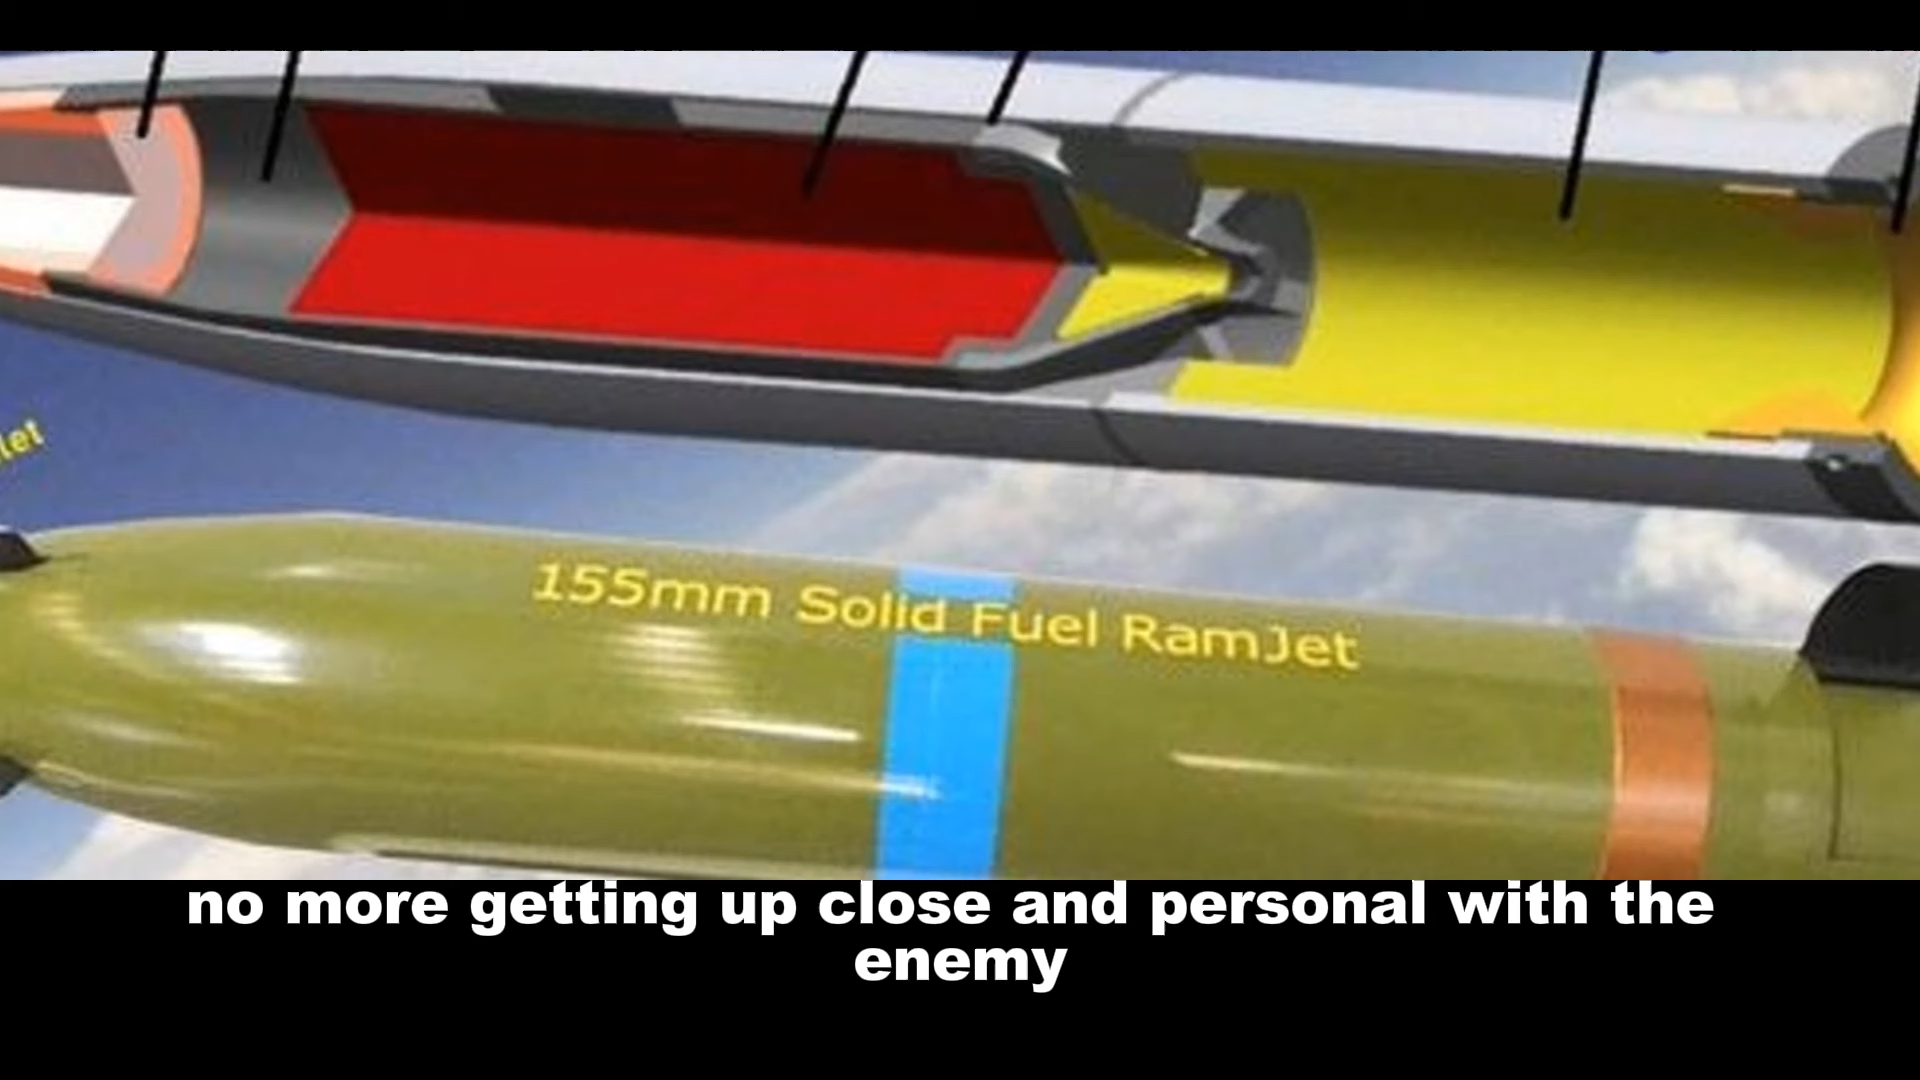 155mm Solid Fuel RamJet
no more getting up close and personal with the
enemy